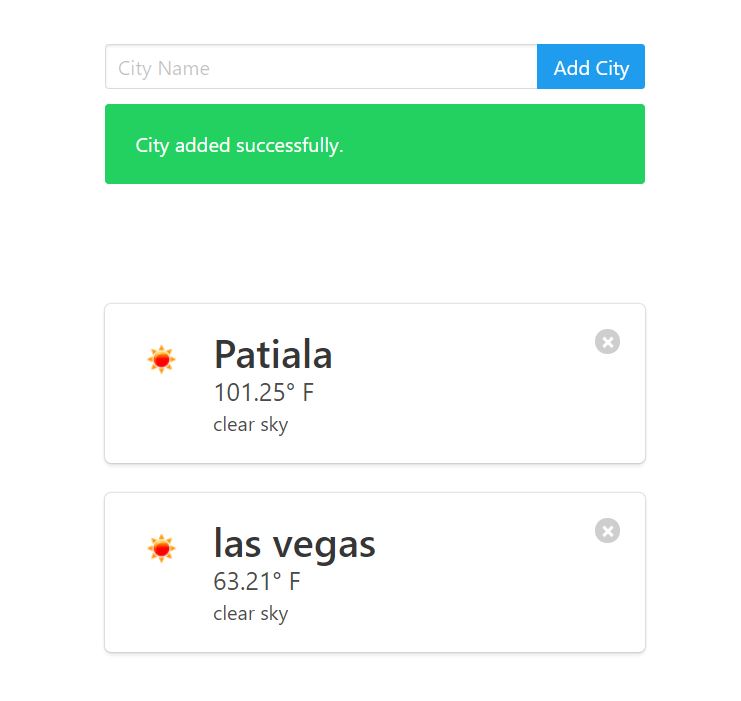 City Name
Add City
City added successfully.
Patiala
101.25° F
clear sky
las vegas
63.21° F
clear sky